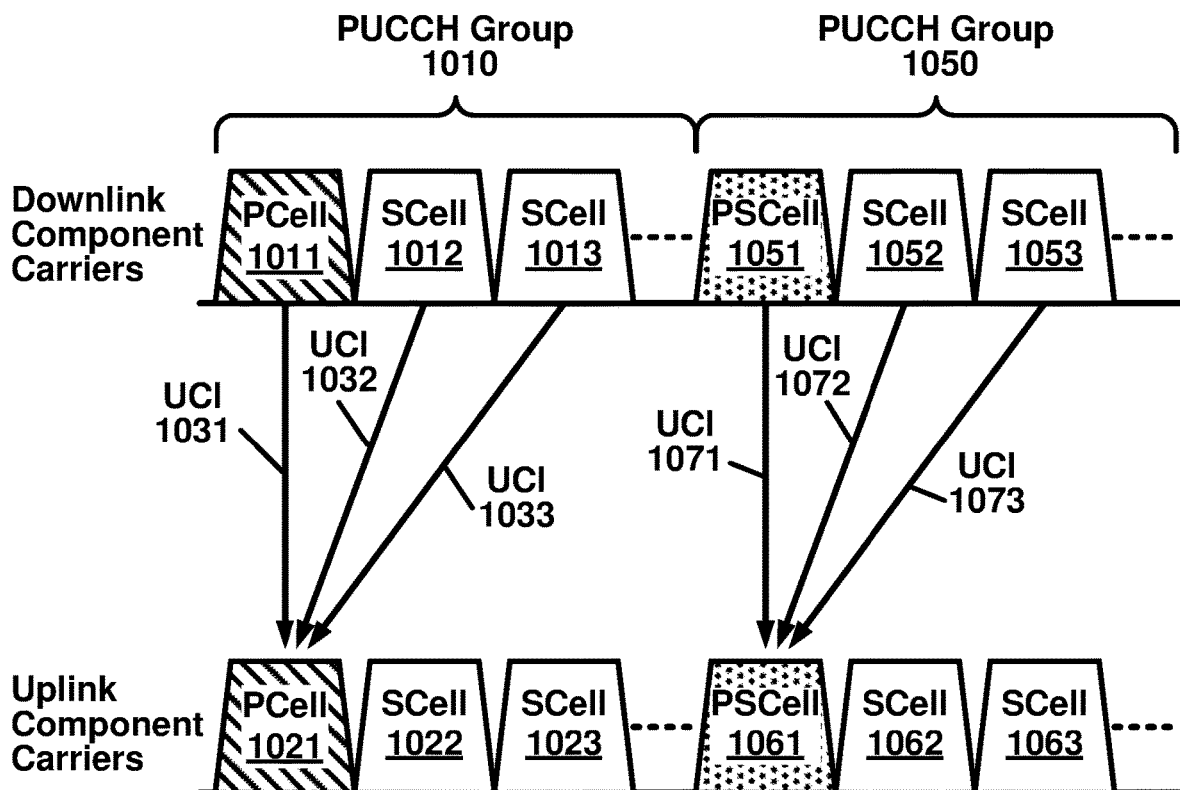 PUCCH Group
1010
PUCCH Group
1050
Downlink
Component
Carriers
PCell
1011
SCell
1012
SCell
1013
PSCell
1051
SCell
1052
SCell
1053
UCI
1031
UCI
1032
UCI
1033
UCI
1071
UCI
1072
UCI
1073
Uplink
Component
Carriers
PCell
1021
SCell
1022
SCell
1023
PSCell
1061
SCell
1062
SCell
1063